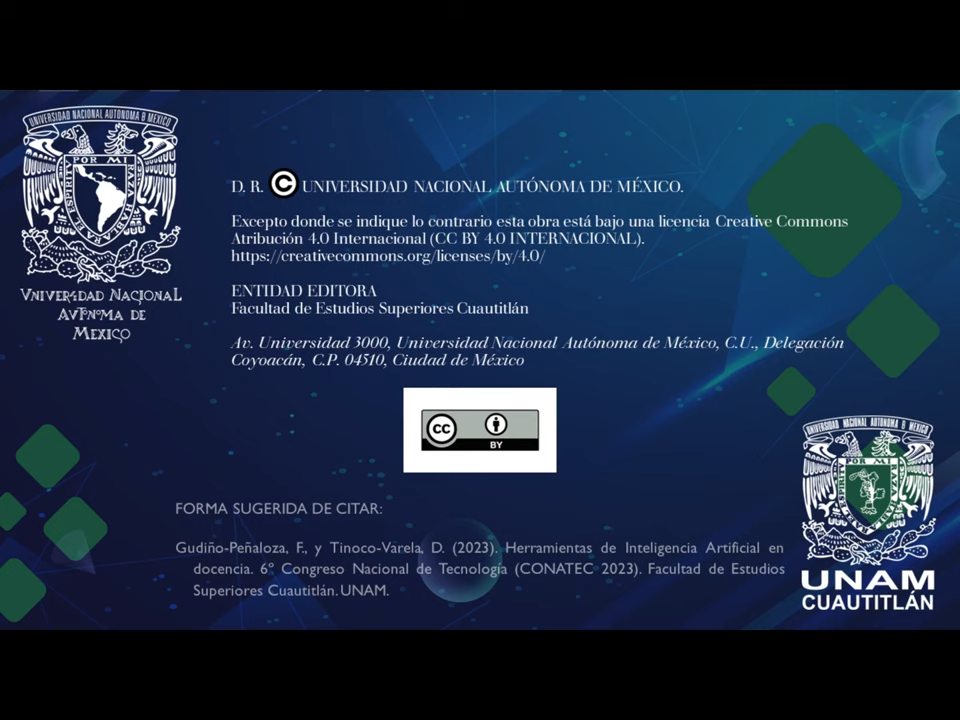 UNIVERSIDAD NACIONAL AUTONOMA DE MEXICO
POR MI RAZA HABLARA EL ESPIRITU
VNIVERSDAD NACIONAL
AVTNOMA DE
MEXICO
D. R. © UNIVERSIDAD NACIONAL AUTÓNOMA DE MÉXICO.
Excepto donde se indique lo contrario esta obra está bajo una licencia Creative Commons
Atribución 4.0 Internacional (CC BY 4.0 INTERNACIONAL).
https://creativecommons.org/licenses/by/4.0/
ENTIDAD EDITORA
Facultad de Estudios Superiores Cuautitlán
Av. Universidad 3000, Universidad Nacional Autónoma de México, C.U., Delegación
Coyoacán, C.P. 04510, Ciudad de México
CC
BY
FORMA SUGERIDA DE CITAR:
Gudiño-Peñaloza, F., y Tinoco-Varela, D. (2023). Herramientas de Inteligencia Artificial en
docencia. 6º Congreso Nacional de Tecnología (CONATEC 2023). Facultad de Estudios
Superiores Cuautitlán. UNAM.
UNIVERSIDAD NACIONAL AUTONOMA DE MEXICO
POR MI
UNAM
CUAUTITLÁN